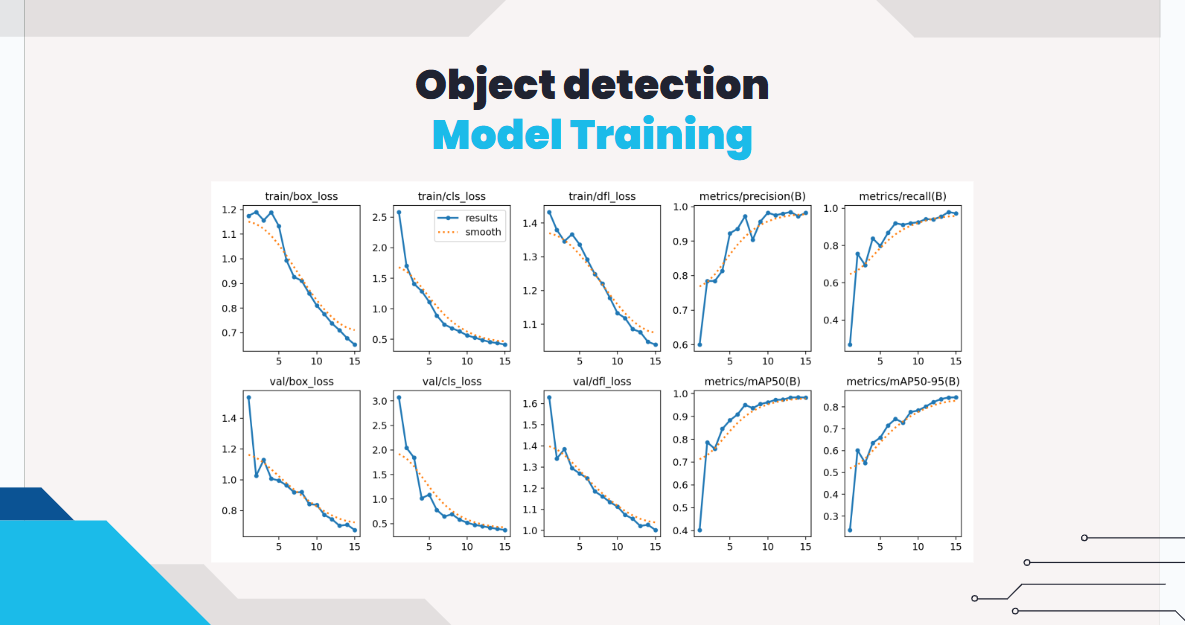 Object detection
Model Training
train/box_loss
train/cls_loss
train/dfl_loss
metrics/precision(B)
metrics/recall(B)
1.2
1.1
1.0
0.9
0.8
0.7
5 10 15
2.5
2.0
1.5
1.0
0.5
results
smooth
5 10 15
1.4
1.3
1.2
1.1
5 10 15
1.0
0.9
0.8
0.7
0.6
5 10 15
1.0
0.8
0.6
0.4
5 10 15
val/box_loss
val/cls_loss
val/dfl_loss
metrics/mAP50(B)
metrics/mAP50-95(B)
1.4
1.2
1.0
0.8
5 10 15
3.0
2.5
2.0
1.5
1.0
0.5
5 10 15
1.6
1.5
1.4
1.3
1.2
1.1
1.0
5 10 15
1.0
0.9
0.8
0.7
0.6
0.5
0.4
5 10 15
0.8
0.7
0.6
0.5
0.4
0.3
5 10 15